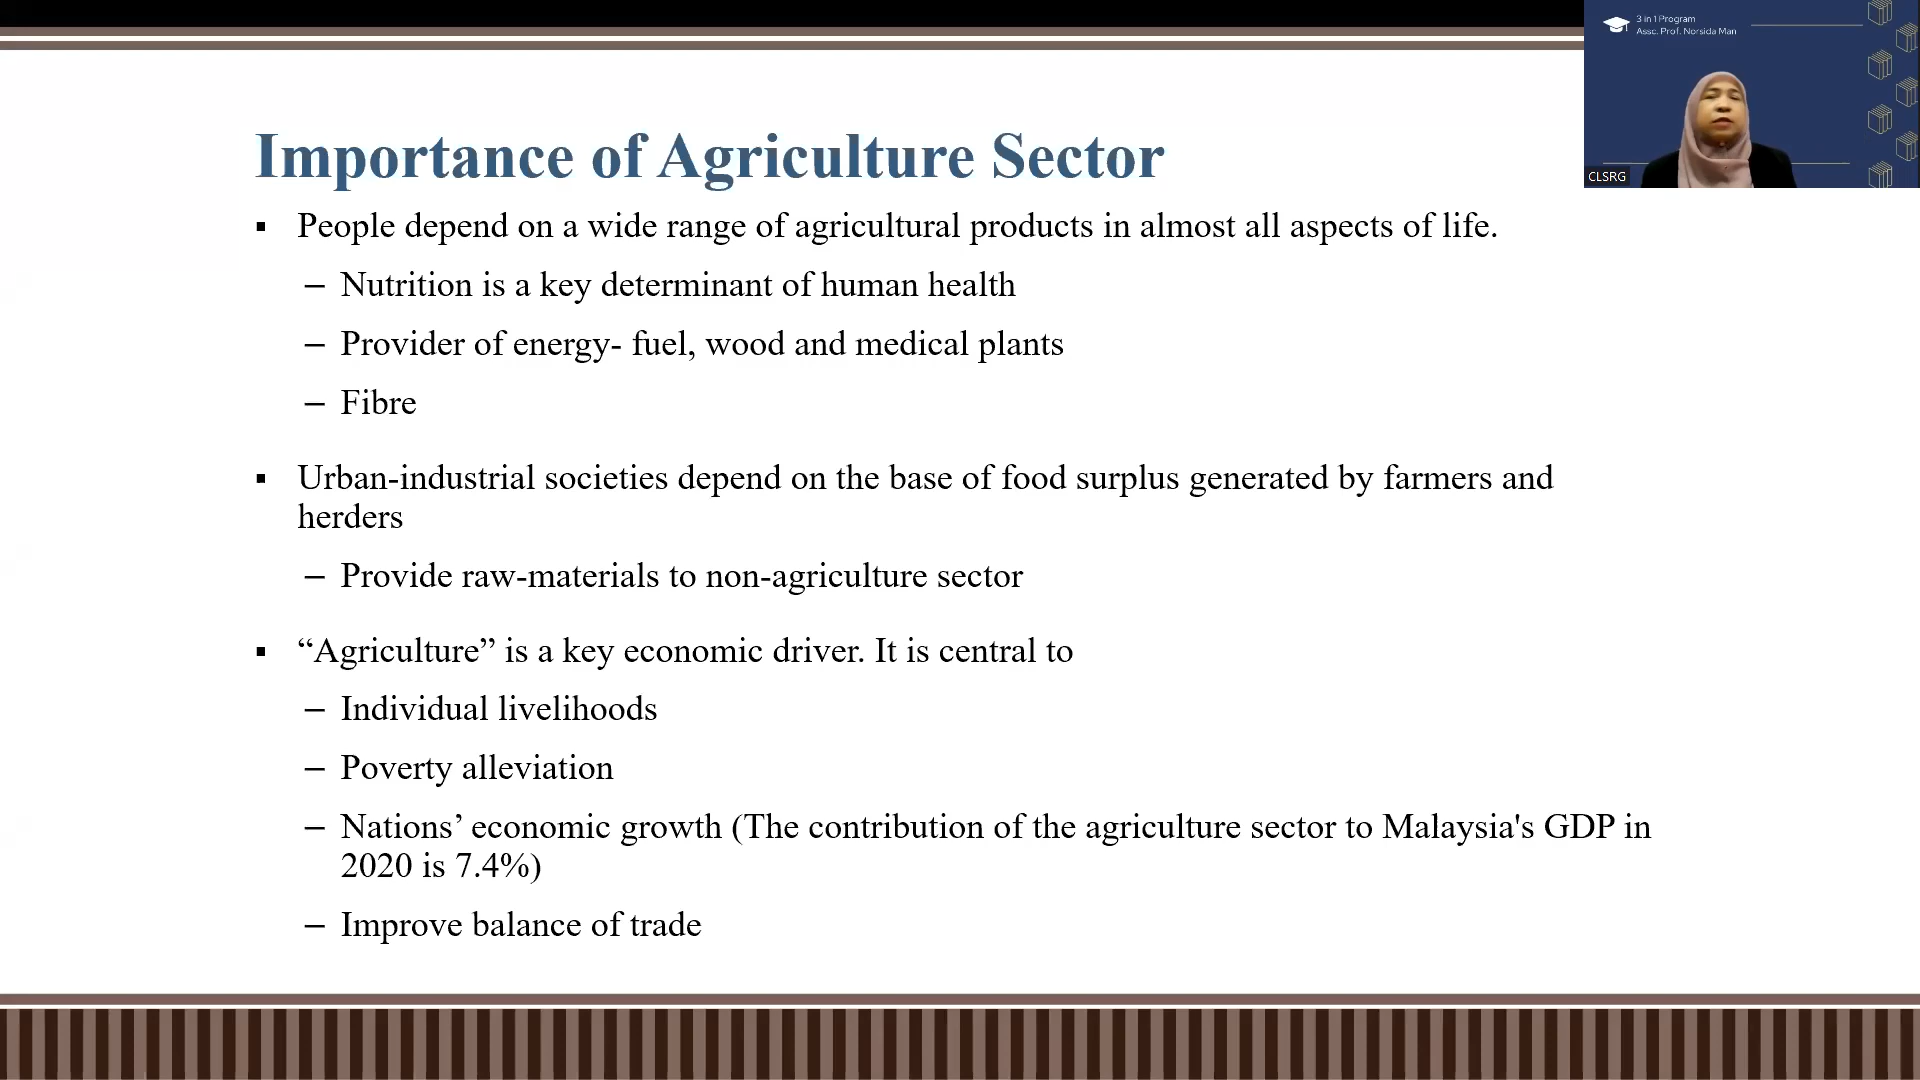 3 in 1 Program
Assc. Prof. Norsida Man
CLSRG
Importance of Agriculture Sector
▪ People depend on a wide range of agricultural products in almost all aspects of life.
– Nutrition is a key determinant of human health
– Provider of energy- fuel, wood and medical plants
– Fibre
▪ Urban-industrial societies depend on the base of food surplus generated by farmers and
herders
– Provide raw-materials to non-agriculture sector
▪ “Agriculture” is a key economic driver. It is central to
– Individual livelihoods
– Poverty alleviation
– Nations’ economic growth (The contribution of the agriculture sector to Malaysia's GDP in
2020 is 7.4%)
– Improve balance of trade